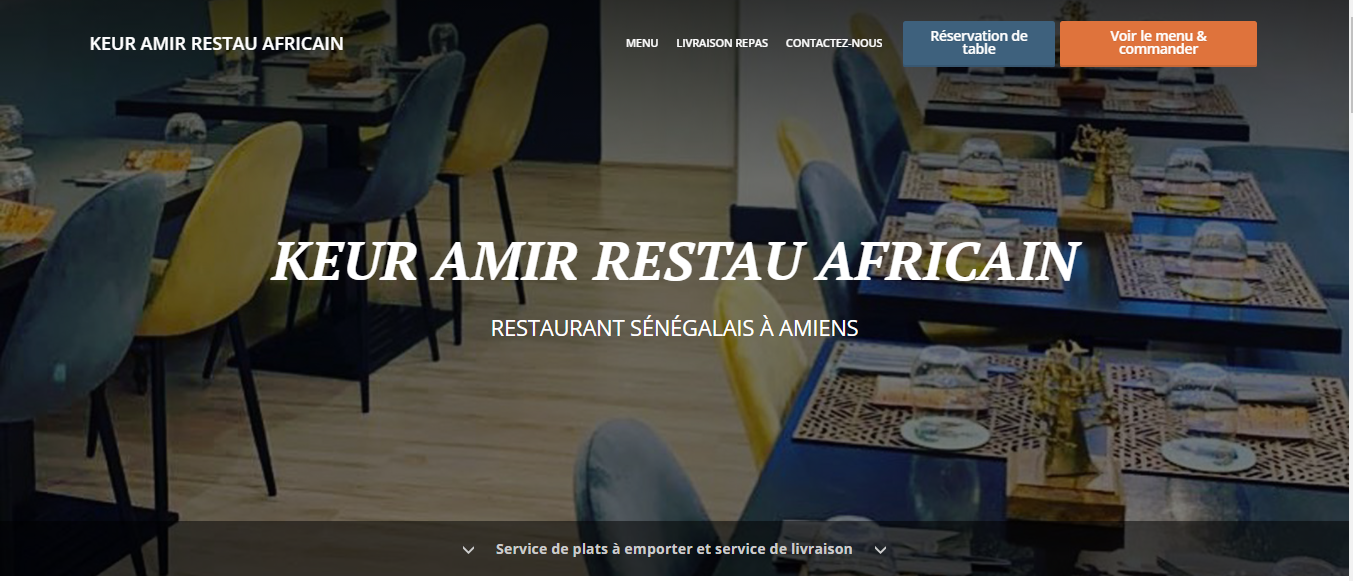 KEUR AMIR RESTAU AFRICAIN
MENU
LIVRAISON REPAS
CONTACTEZ-NOUS
Réservation de
table
Voir le menu &
commander
KEUR AMIR RESTAU AFRICAIN
RESTAURANT SÉNÉGALAIS À AMIENS
Service de plats à emporter et service de livraison